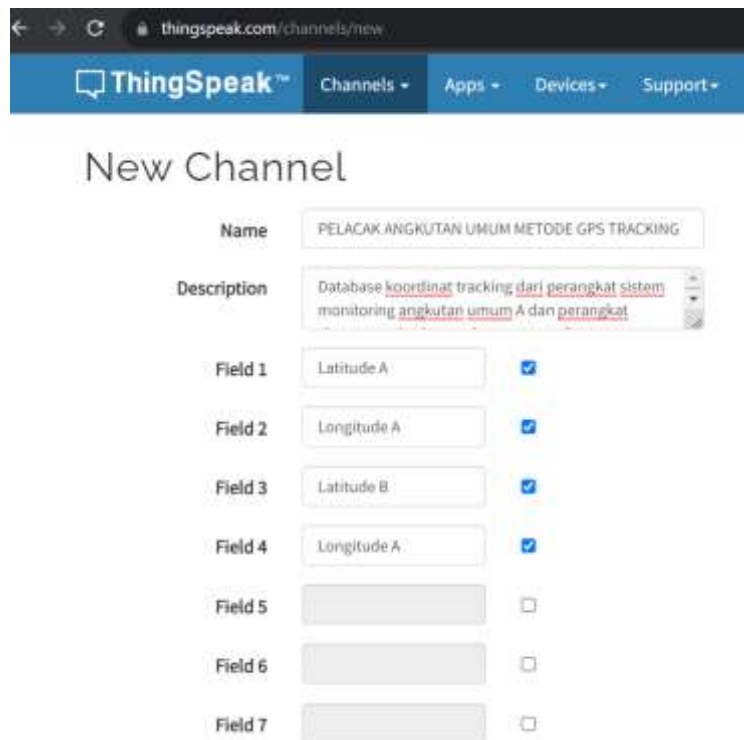 thingspeak.com/channels/new
ThingSpeak™ Channels Apps Devices Support
New Channel
Name PELACAK ANGKUTAN UMUM METODE GPS TRACKING
Description Database koordinat tracking dari perangkat sistem
monitoring angkutan umum A dan perangkat
Field 1 Latitude A
Field 2 Longitude A
Field 3 Latitude B
Field 4 Longitude A
Field 5
Field 6
Field 7